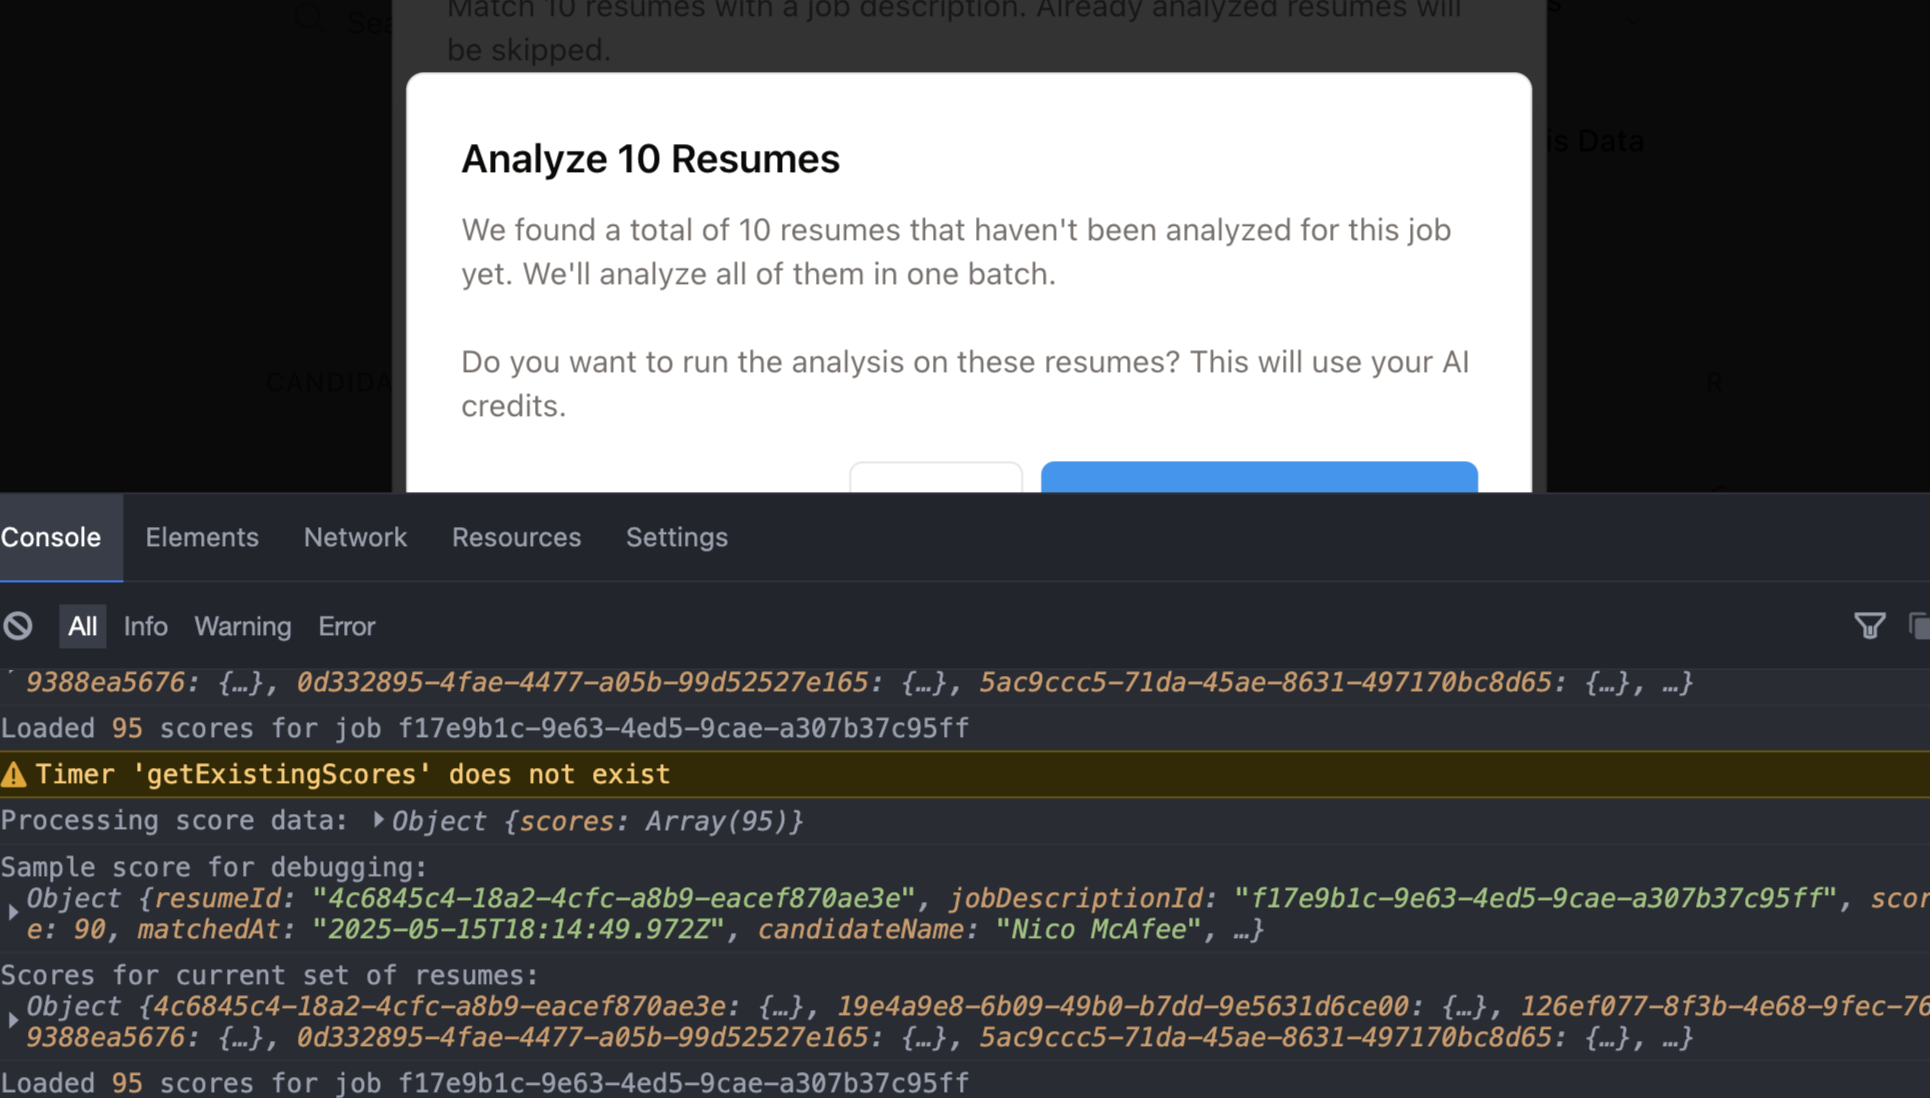 Match 10 resumes with a job description. Already analyzed resumes will
be skipped.
Sea
is Data
Analyze 10 Resumes
We found a total of 10 resumes that haven't been analyzed for this job
yet. We'll analyze all of them in one batch.
Do you want to run the analysis on these resumes? This will use your AI
credits.
CANDIDA
R
Console Elements Network Resources Settings
All Info Warning Error
9388ea5676: {…}, 0d332895-4fae-4477-a05b-99d52527e165: {…}, 5ac9ccc5-71da-45ae-8631-497170bc8d65: {…}, …}
Loaded 95 scores for job f17e9b1c-9e63-4ed5-9cae-a307b37c95ff
Timer 'getExistingScores' does not exist
Processing score data: Object {scores: Array(95)}
Sample score for debugging:
Object {resumeId: "4c6845c4-18a2-4cfc-a8b9-eacef870ae3e", jobDescriptionId: "f17e9b1c-9e63-4ed5-9cae-a307b37c95ff", scor
e: 90, matchedAt: "2025-05-15T18:14:49.972Z", candidateName: "Nico McAfee", …}
Scores for current set of resumes:
Object {4c6845c4-18a2-4cfc-a8b9-eacef870ae3e: {…}, 19e4a9e8-6b09-49b0-b7dd-9e5631d6ce00: {…}, 126ef077-8f3b-4e68-9fec-76
9388ea5676: {…}, 0d332895-4fae-4477-a05b-99d52527e165: {…}, 5ac9ccc5-71da-45ae-8631-497170bc8d65: {…}, …}
Loaded 95 scores for job f17e9b1c-9e63-4ed5-9cae-a307b37c95ff